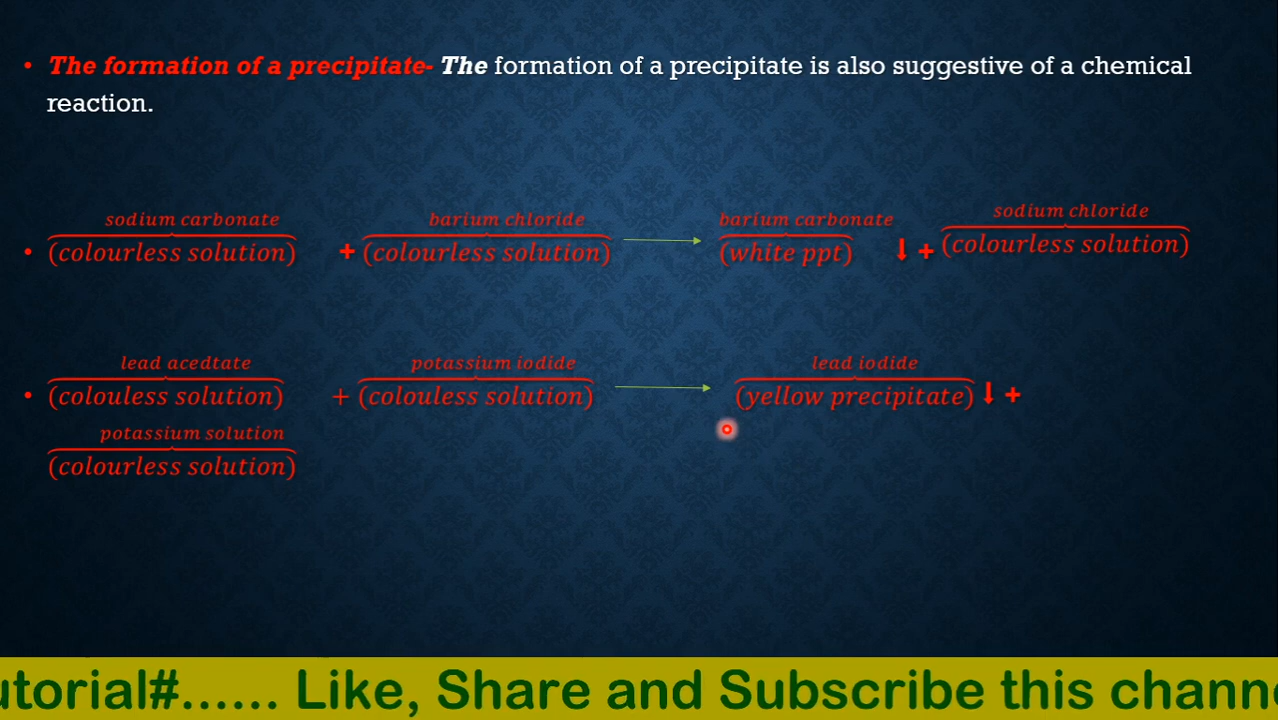 • The formation of a precipitate- The formation of a precipitate is also suggestive of a chemical
reaction.
sodium carbonate barium chloride barium carbonate sodium chloride
• (colourless solution) + (colourless solution) ⟶ (white ppt) ↓ + (colourless solution)
lead acedtate potassium iodide lead iodide
• (colouless solution) + (colouless solution) ⟶ (yellow precipitate) ↓ +
potassium solution
(colourless solution)
utorial#...... Like, Share and Subscribe this chann